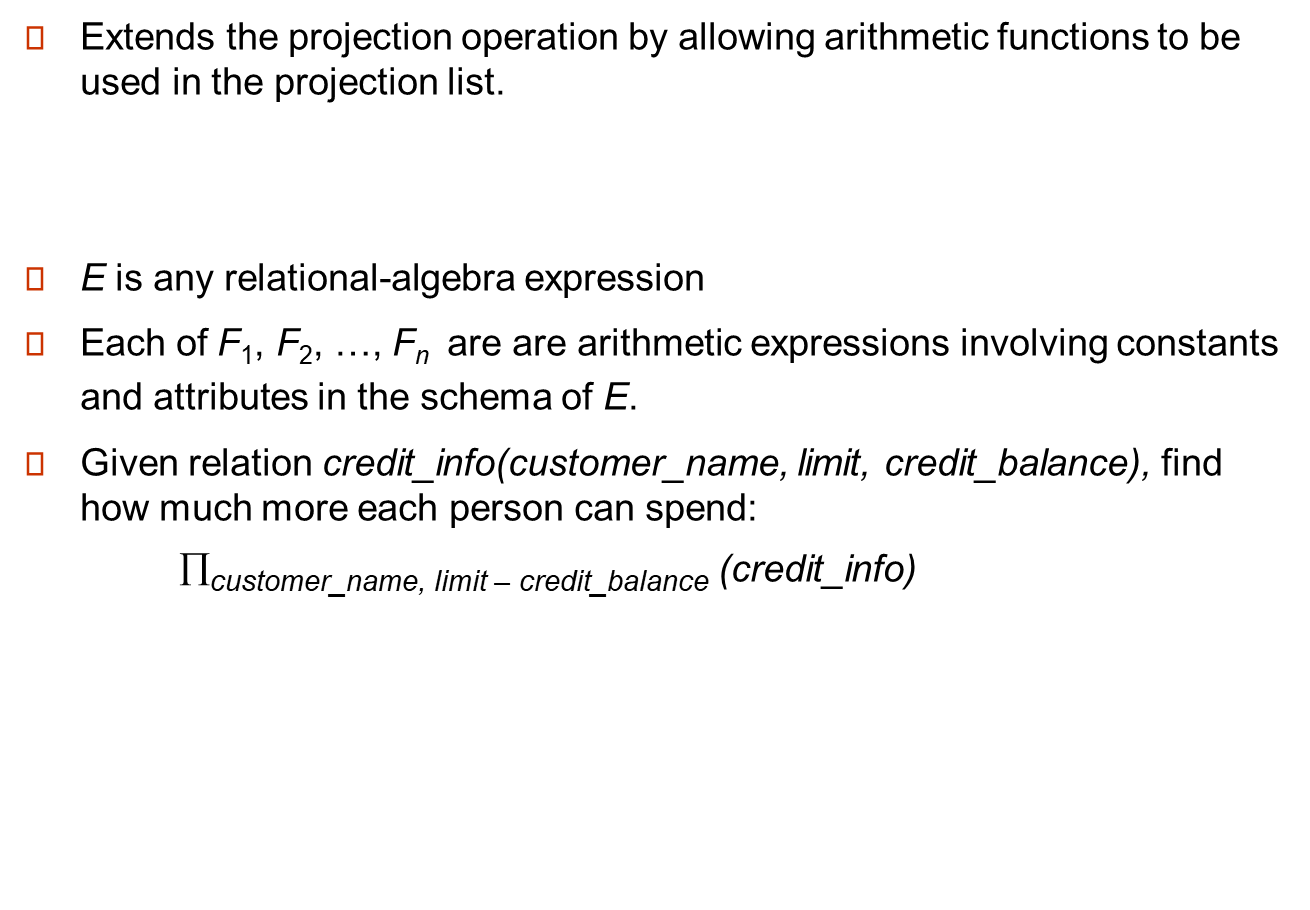 Extends the projection operation by allowing arithmetic functions to be
used in the projection list.
E is any relational-algebra expression
Each of F1, F2, …, Fn are are arithmetic expressions involving constants
and attributes in the schema of E.
Given relation credit_info(customer_name, limit, credit_balance), find
how much more each person can spend:
∏customer_name, limit – credit_balance (credit_info)